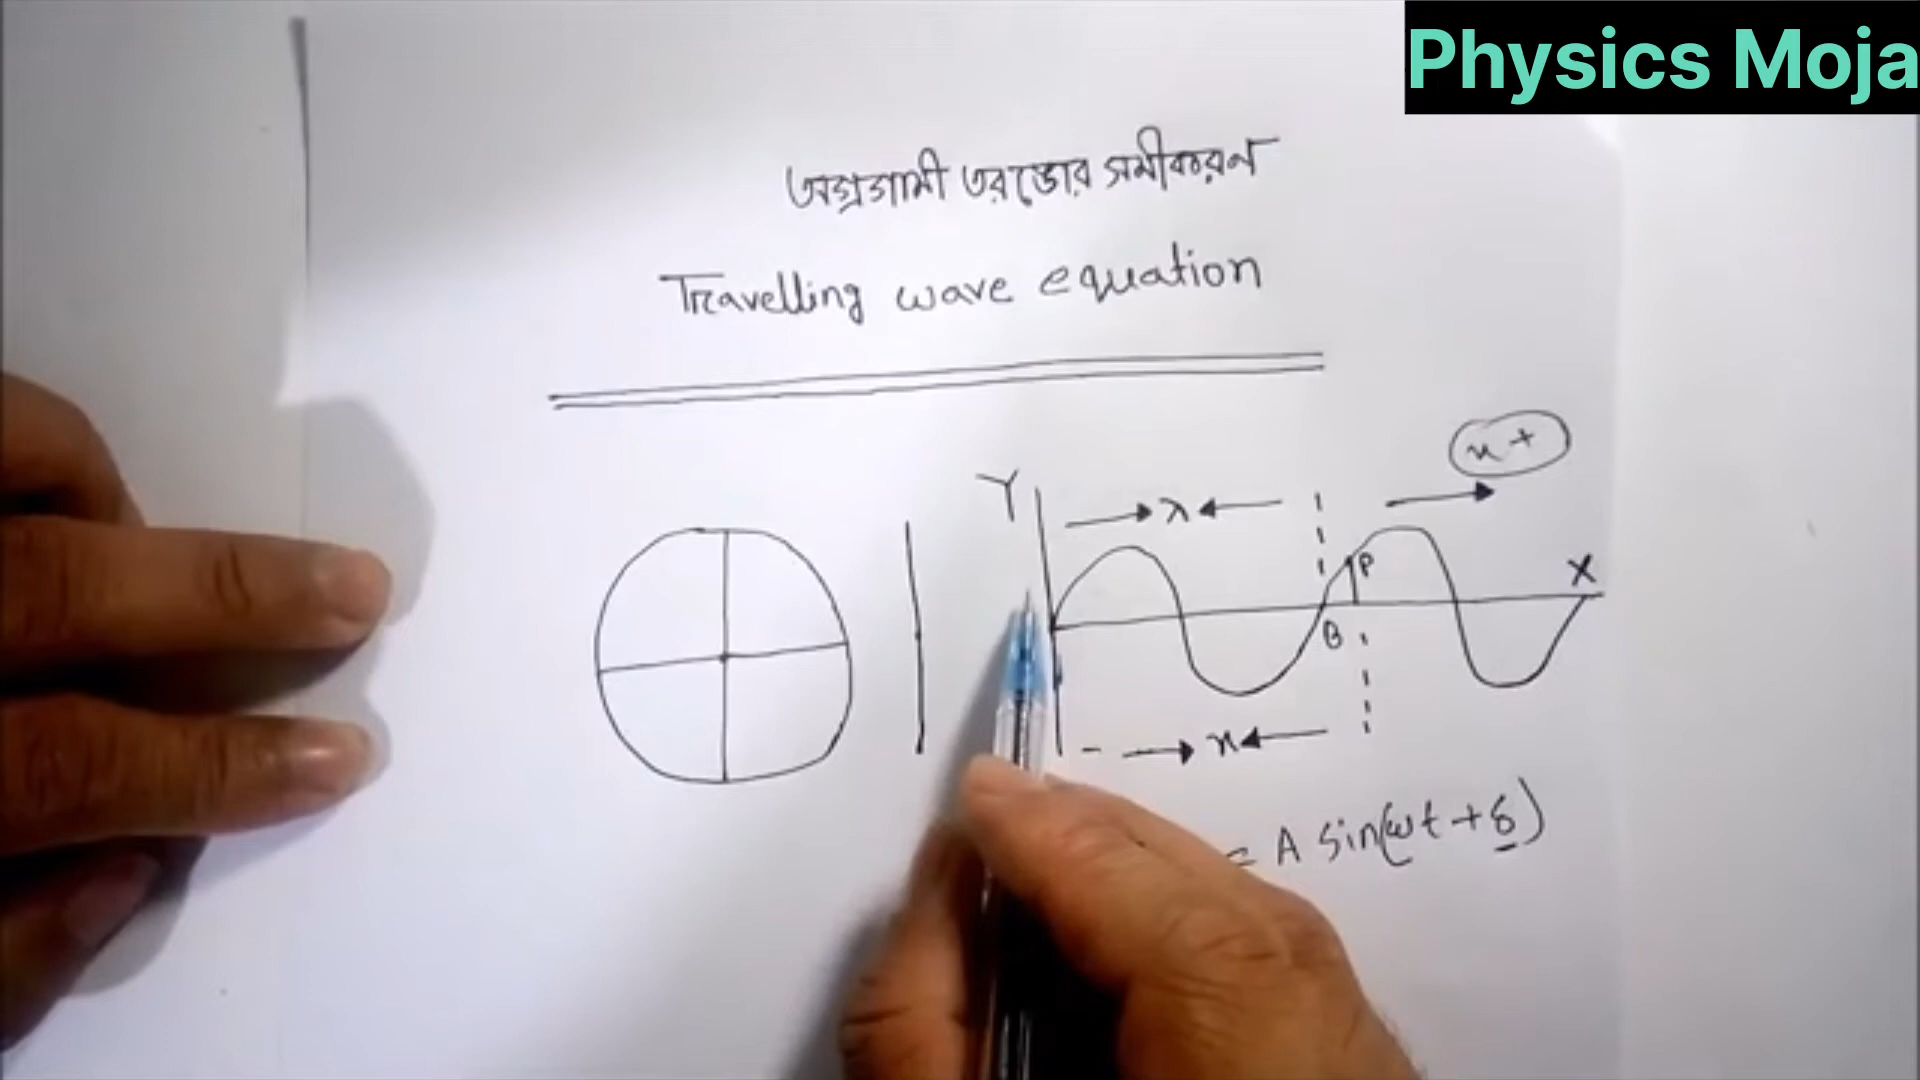 Physics Moja
অগ্রগামী তরঙ্গের সমীকরণ
Travelling wave equation
x +
Y
λ
P
X
B
x
= A sin(ωt + δ)